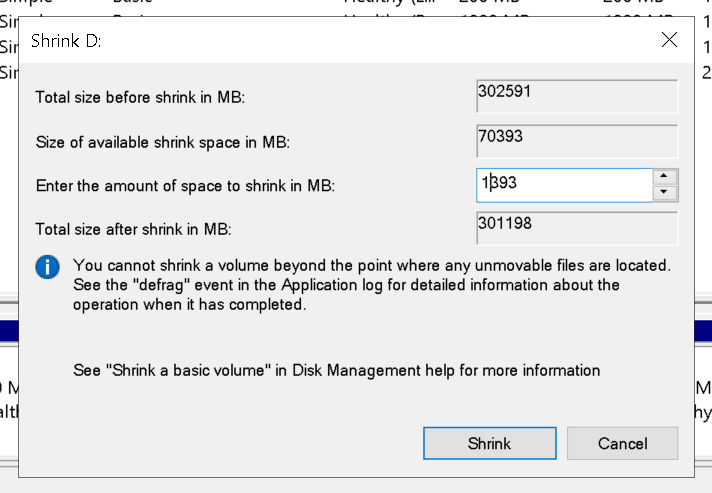 Shrink D:
Total size before shrink in MB: 302591
Size of available shrink space in MB: 70393
Enter the amount of space to shrink in MB: 1393
Total size after shrink in MB: 301198
You cannot shrink a volume beyond the point where any unmovable files are located.
See the "defrag" event in the Application log for detailed information about the
operation when it has completed.
See "Shrink a basic volume" in Disk Management help for more information
Shrink Cancel